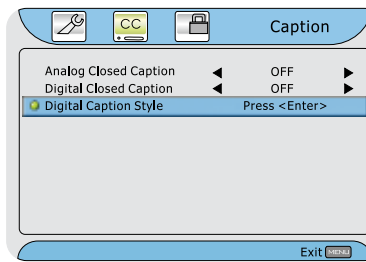 CC
Caption
Analog Closed Caption ◀ OFF ▶
Digital Closed Caption ◀ OFF ▶
Digital Caption Style Press <Enter>
Exit MENU